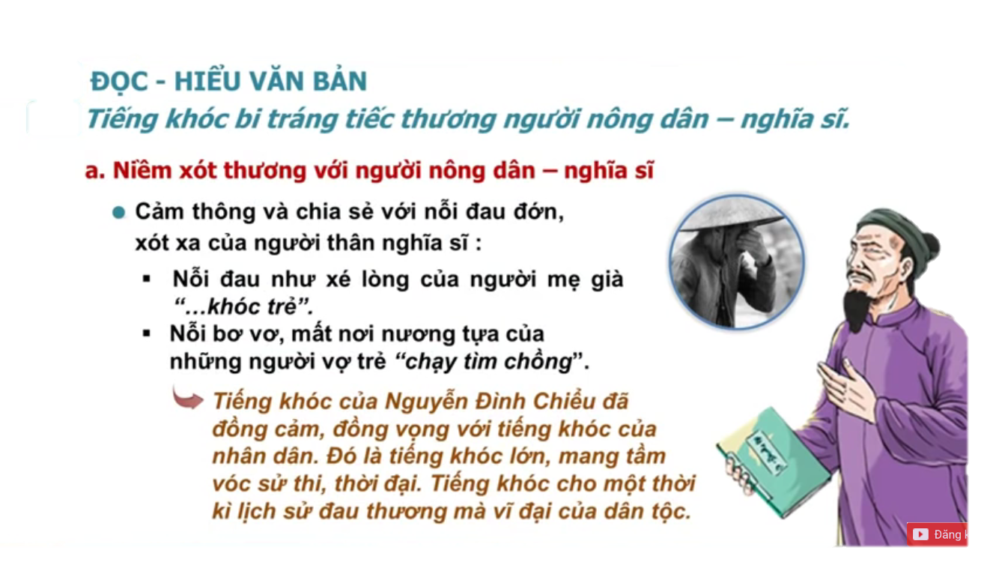 ĐỌC - HIỂU VĂN BẢN
Tiếng khóc bi tráng tiếc thương người nông dân – nghĩa sĩ.
a. Niềm xót thương với người nông dân – nghĩa sĩ
Cảm thông và chia sẻ với nỗi đau đớn,
xót xa của người thân nghĩa sĩ :
Nỗi đau như xé lòng của người mẹ già
“…khóc trẻ”.
Nỗi bơ vơ, mất nơi nương tựa của
những người vợ trẻ “chạy tìm chồng”.
Tiếng khóc của Nguyễn Đình Chiểu đã
đồng cảm, đồng vọng với tiếng khóc của
nhân dân. Đó là tiếng khóc lớn, mang tầm
vóc sử thi, thời đại. Tiếng khóc cho một thời
kì lịch sử đau thương mà vĩ đại của dân tộc.
Đăng